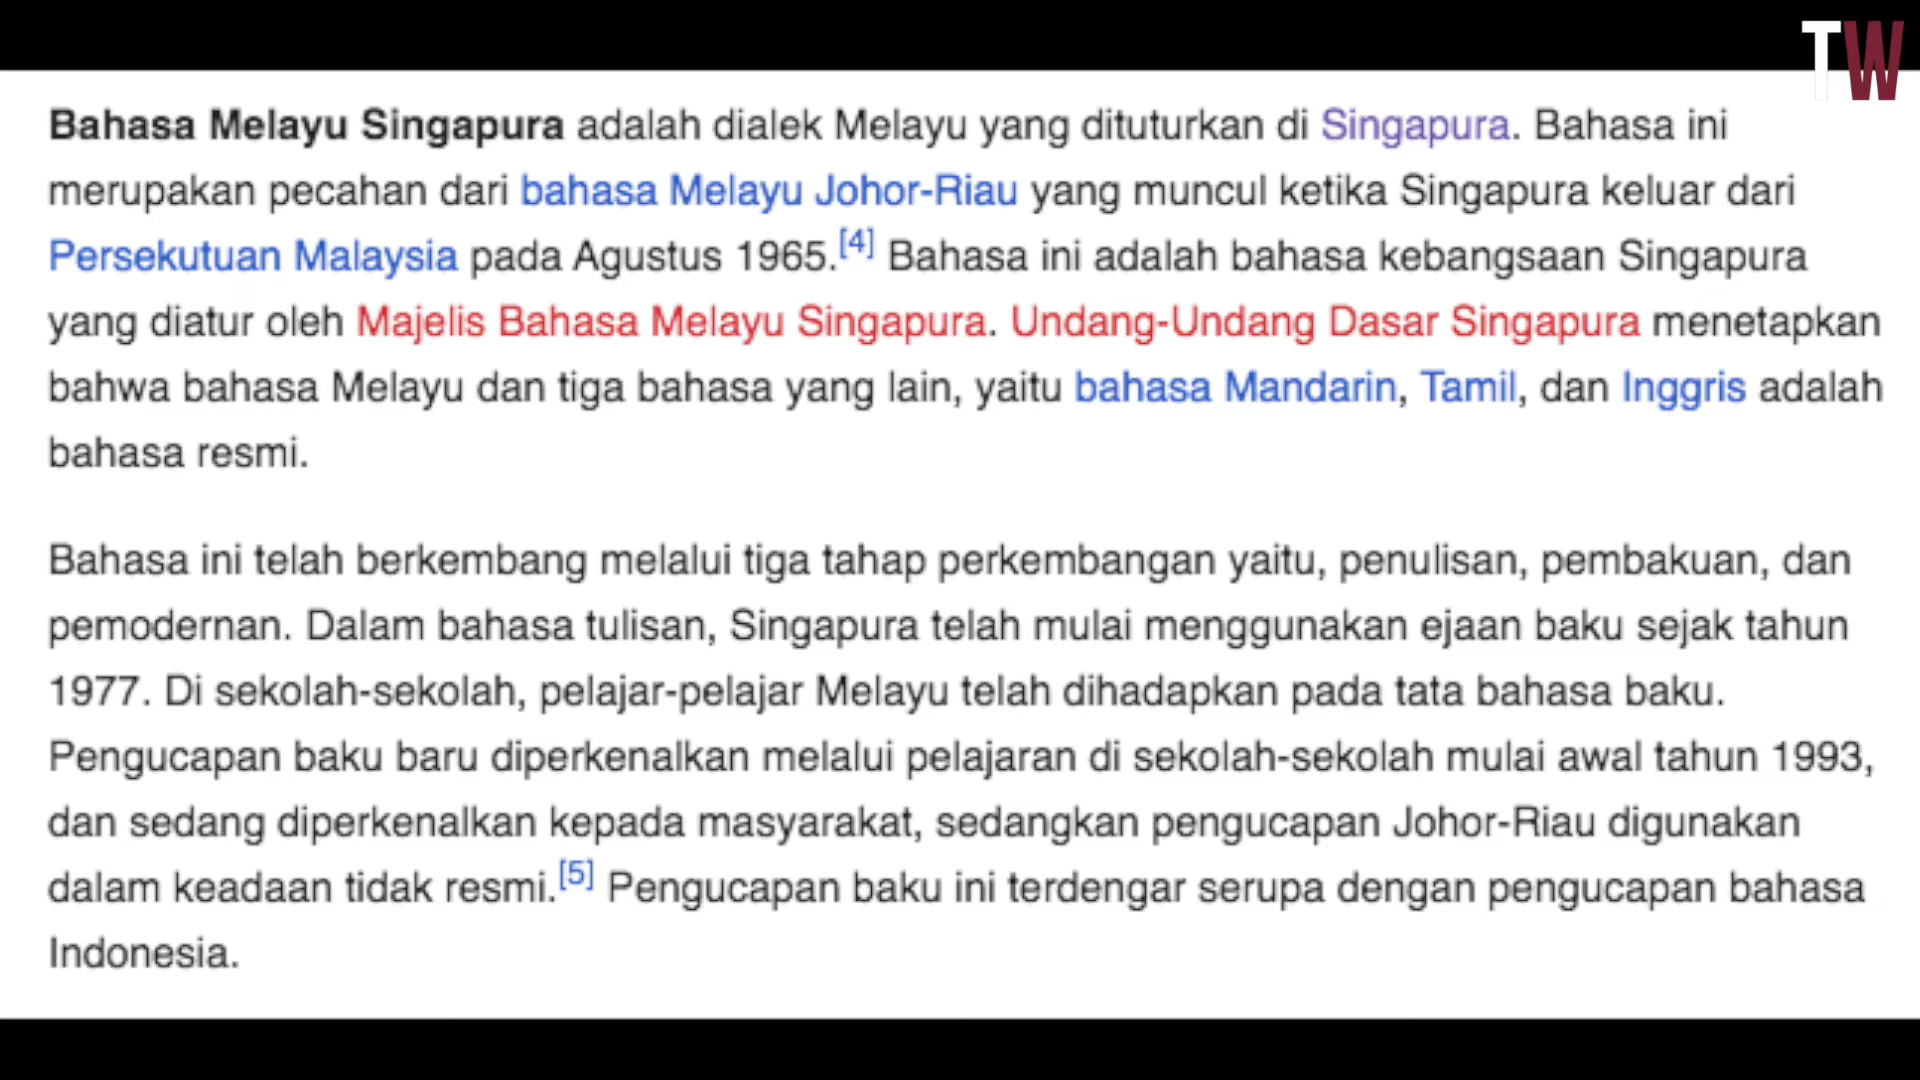 TW
Bahasa Melayu Singapura adalah dialek Melayu yang dituturkan di Singapura. Bahasa ini
merupakan pecahan dari bahasa Melayu Johor-Riau yang muncul ketika Singapura keluar dari
Persekutuan Malaysia pada Agustus 1965.[4] Bahasa ini adalah bahasa kebangsaan Singapura
yang diatur oleh Majelis Bahasa Melayu Singapura. Undang-Undang Dasar Singapura menetapkan
bahwa bahasa Melayu dan tiga bahasa yang lain, yaitu bahasa Mandarin, Tamil, dan Inggris adalah
bahasa resmi.
Bahasa ini telah berkembang melalui tiga tahap perkembangan yaitu, penulisan, pembakuan, dan
pemodernan. Dalam bahasa tulisan, Singapura telah mulai menggunakan ejaan baku sejak tahun
1977. Di sekolah-sekolah, pelajar-pelajar Melayu telah dihadapkan pada tata bahasa baku.
Pengucapan baku baru diperkenalkan melalui pelajaran di sekolah-sekolah mulai awal tahun 1993,
dan sedang diperkenalkan kepada masyarakat, sedangkan pengucapan Johor-Riau digunakan
dalam keadaan tidak resmi.[5] Pengucapan baku ini terdengar serupa dengan pengucapan bahasa
Indonesia.